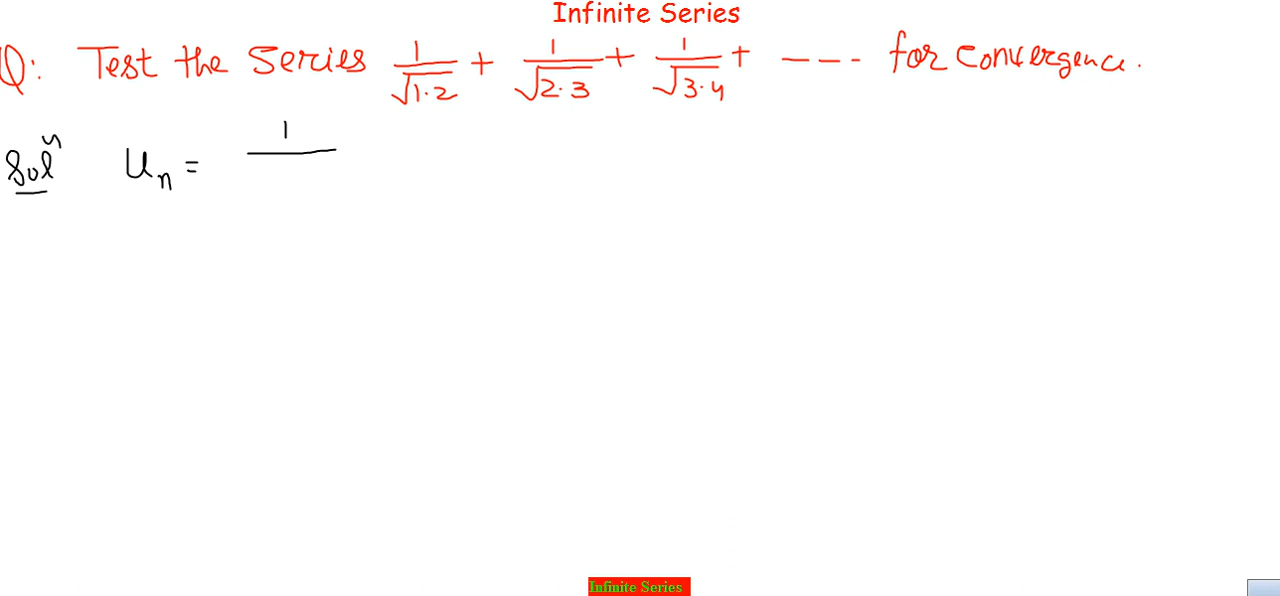 Infinite Series
Q: Test the Series 1/√1·2 + 1/√2·3 + 1/√3·4 + ---- for convergence.
Solⁿ uₙ = 1/
Infinite Series